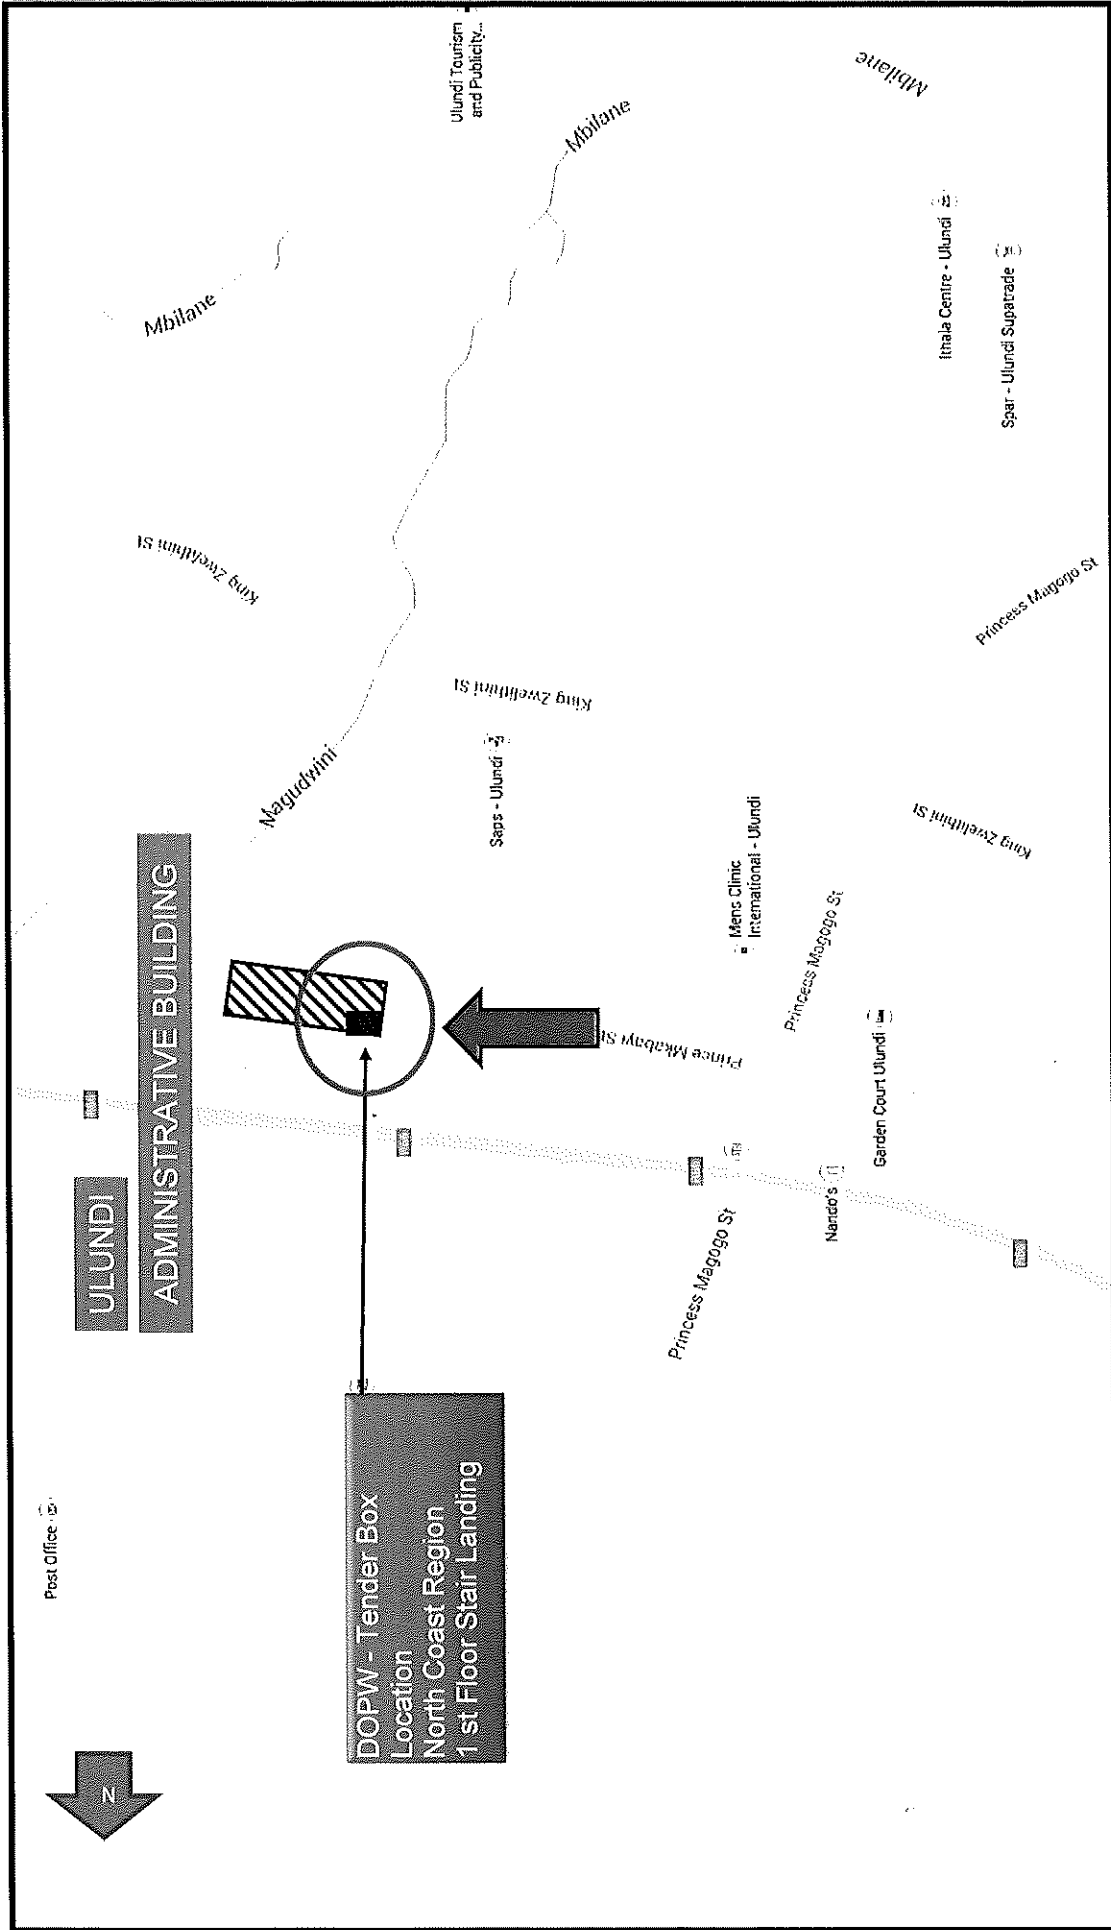 ULUNDI
ADMINISTRATIVE BUILDING
Post Office
N
DOPW - Tender Box
Location
North Coast Region
1 st Floor Stair Landing
Magudwini
Mbilane
King Zwelithini St
Ulundi Tourism
and Publicity...
Mbilane
Mbilane
Saps - Ulundi
King Zwelithini St
Prince Mkabayi St
Mens Clinic
International - Ulundi
Princess Magogo St
Princess Magogo St
Nando's
Garden Court Ulundi
King Zwelithini St
Princess Magogo St
Ithala Centre - Ulundi
Spar - Ulundi Supatrade